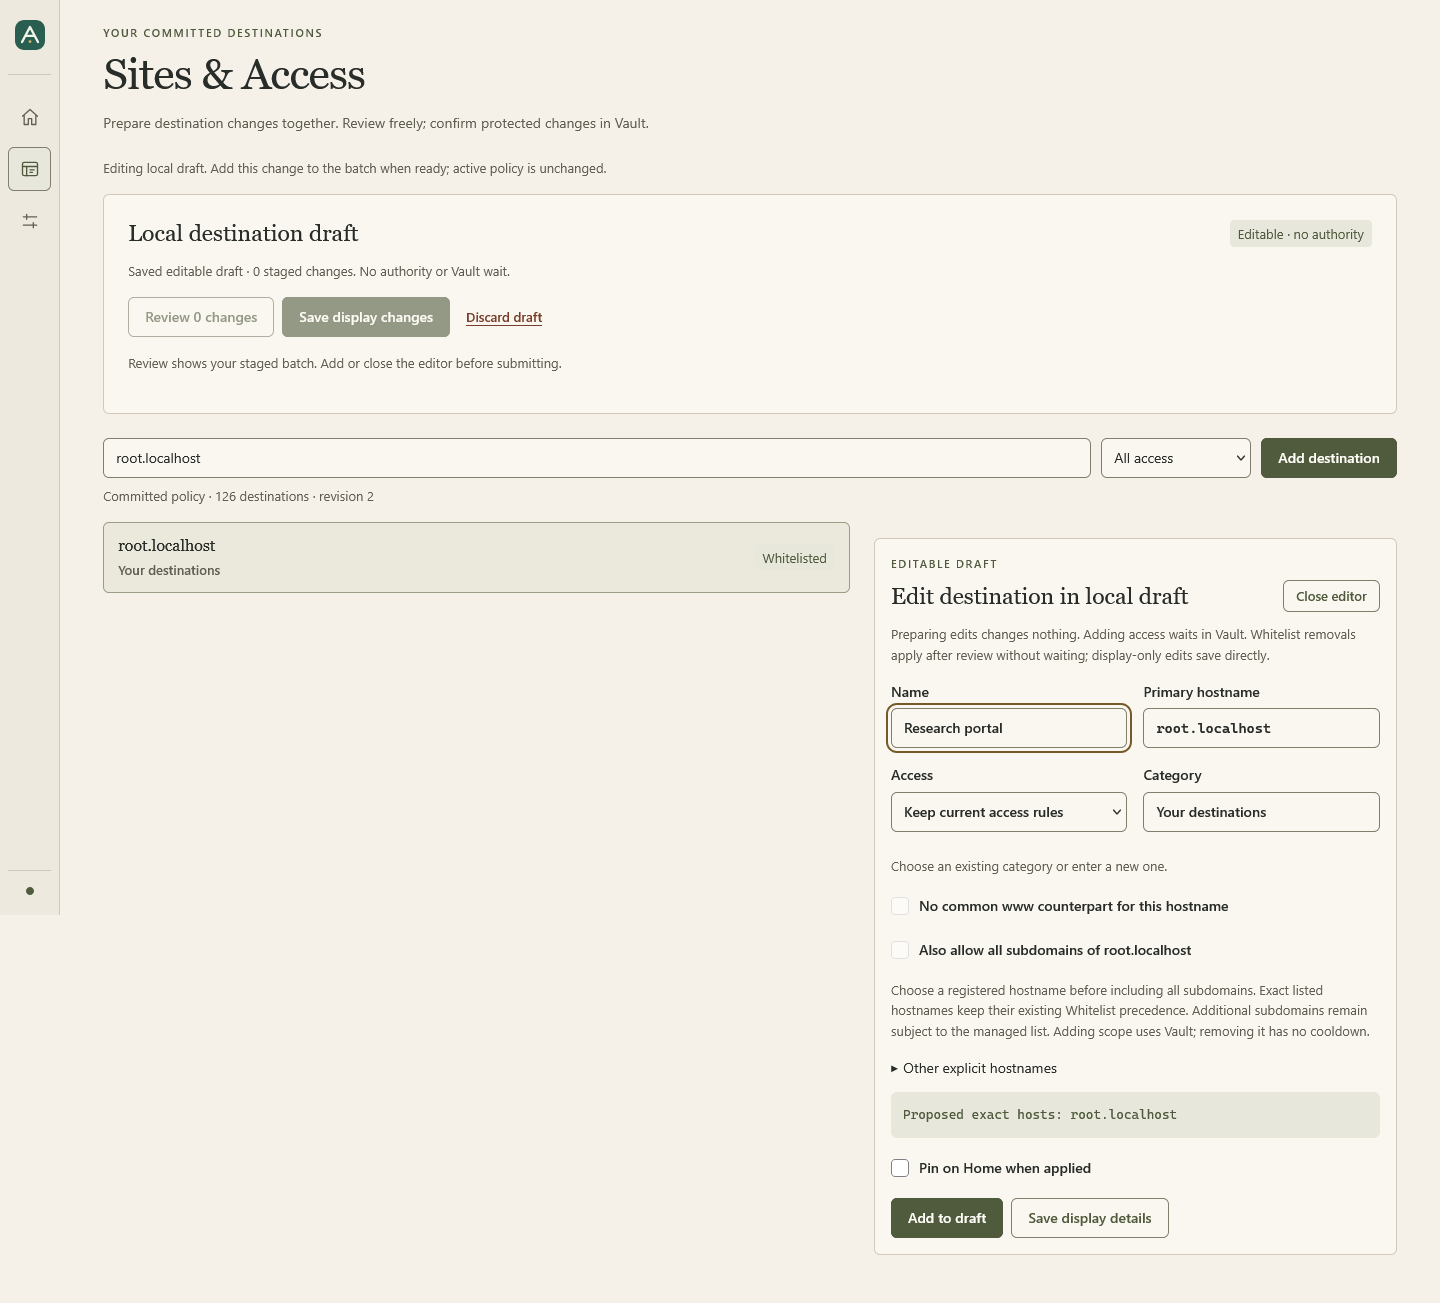 YOUR COMMITTED DESTINATIONS
Sites & Access
Prepare destination changes together. Review freely; confirm protected changes in Vault.
Editing local draft. Add this change to the batch when ready; active policy is unchanged.
Local destination draft
Editable · no authority
Saved editable draft · 0 staged changes. No authority or Vault wait.
Review 0 changes
Save display changes
Discard draft
Review shows your staged batch. Add or close the editor before submitting.
root.localhost
All access
Add destination
Committed policy · 126 destinations · revision 2
root.localhost
Your destinations
Whitelisted
EDITABLE DRAFT
Edit destination in local draft
Close editor
Preparing edits changes nothing. Adding access waits in Vault. Whitelist removals
apply after review without waiting; display-only edits save directly.
Name
Primary hostname
Research portal
root.localhost
Access
Category
Keep current access rules
Your destinations
Choose an existing category or enter a new one.
No common www counterpart for this hostname
Also allow all subdomains of root.localhost
Choose a registered hostname before including all subdomains. Exact listed
hostnames keep their existing Whitelist precedence. Additional subdomains remain
subject to the managed list. Adding scope uses Vault; removing it has no cooldown.
Other explicit hostnames
Proposed exact hosts: root.localhost
Pin on Home when applied
Add to draft
Save display details